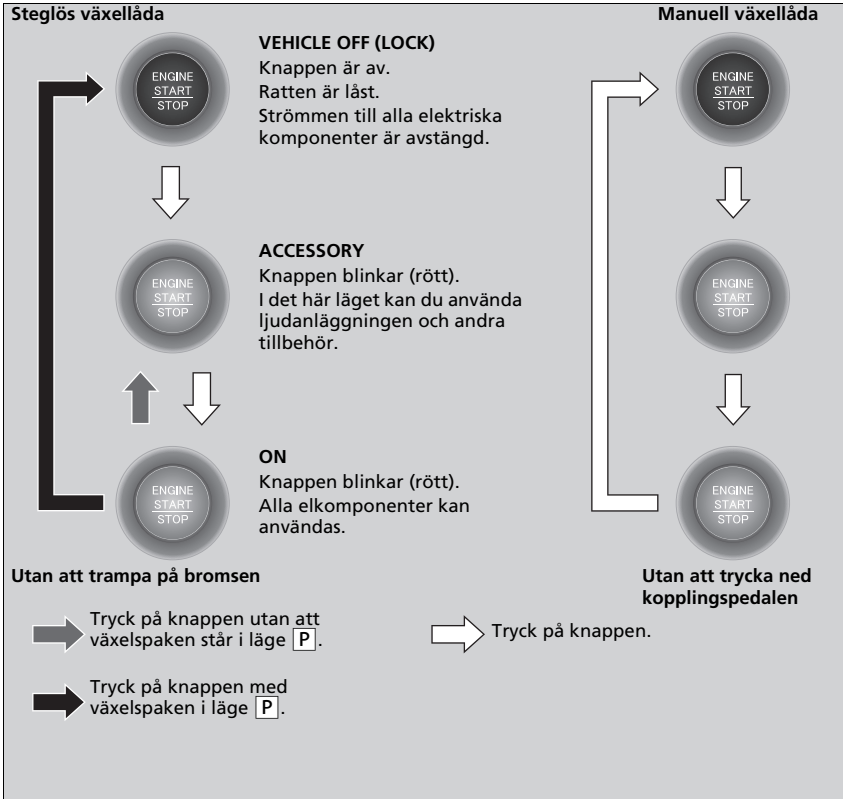 Steglös växellåda
Manuell växellåda
ENGINE
START
STOP
VEHICLE OFF (LOCK)
Knappen är av.
Ratten är låst.
Strömmen till alla elektriska
komponenter är avstängd.
ENGINE
START
STOP
ENGINE
START
STOP
ACCESSORY
Knappen blinkar (rött).
I det här läget kan du använda
ljudanläggningen och andra
tillbehör.
ENGINE
START
STOP
ENGINE
START
STOP
ON
Knappen blinkar (rött).
Alla elkomponenter kan
användas.
ENGINE
START
STOP
Utan att trampa på bromsen
Utan att trycka ned
kopplingspedalen
Tryck på knappen utan att
växelspaken står i läge P.
Tryck på knappen.
Tryck på knappen med
växelspaken i läge P.